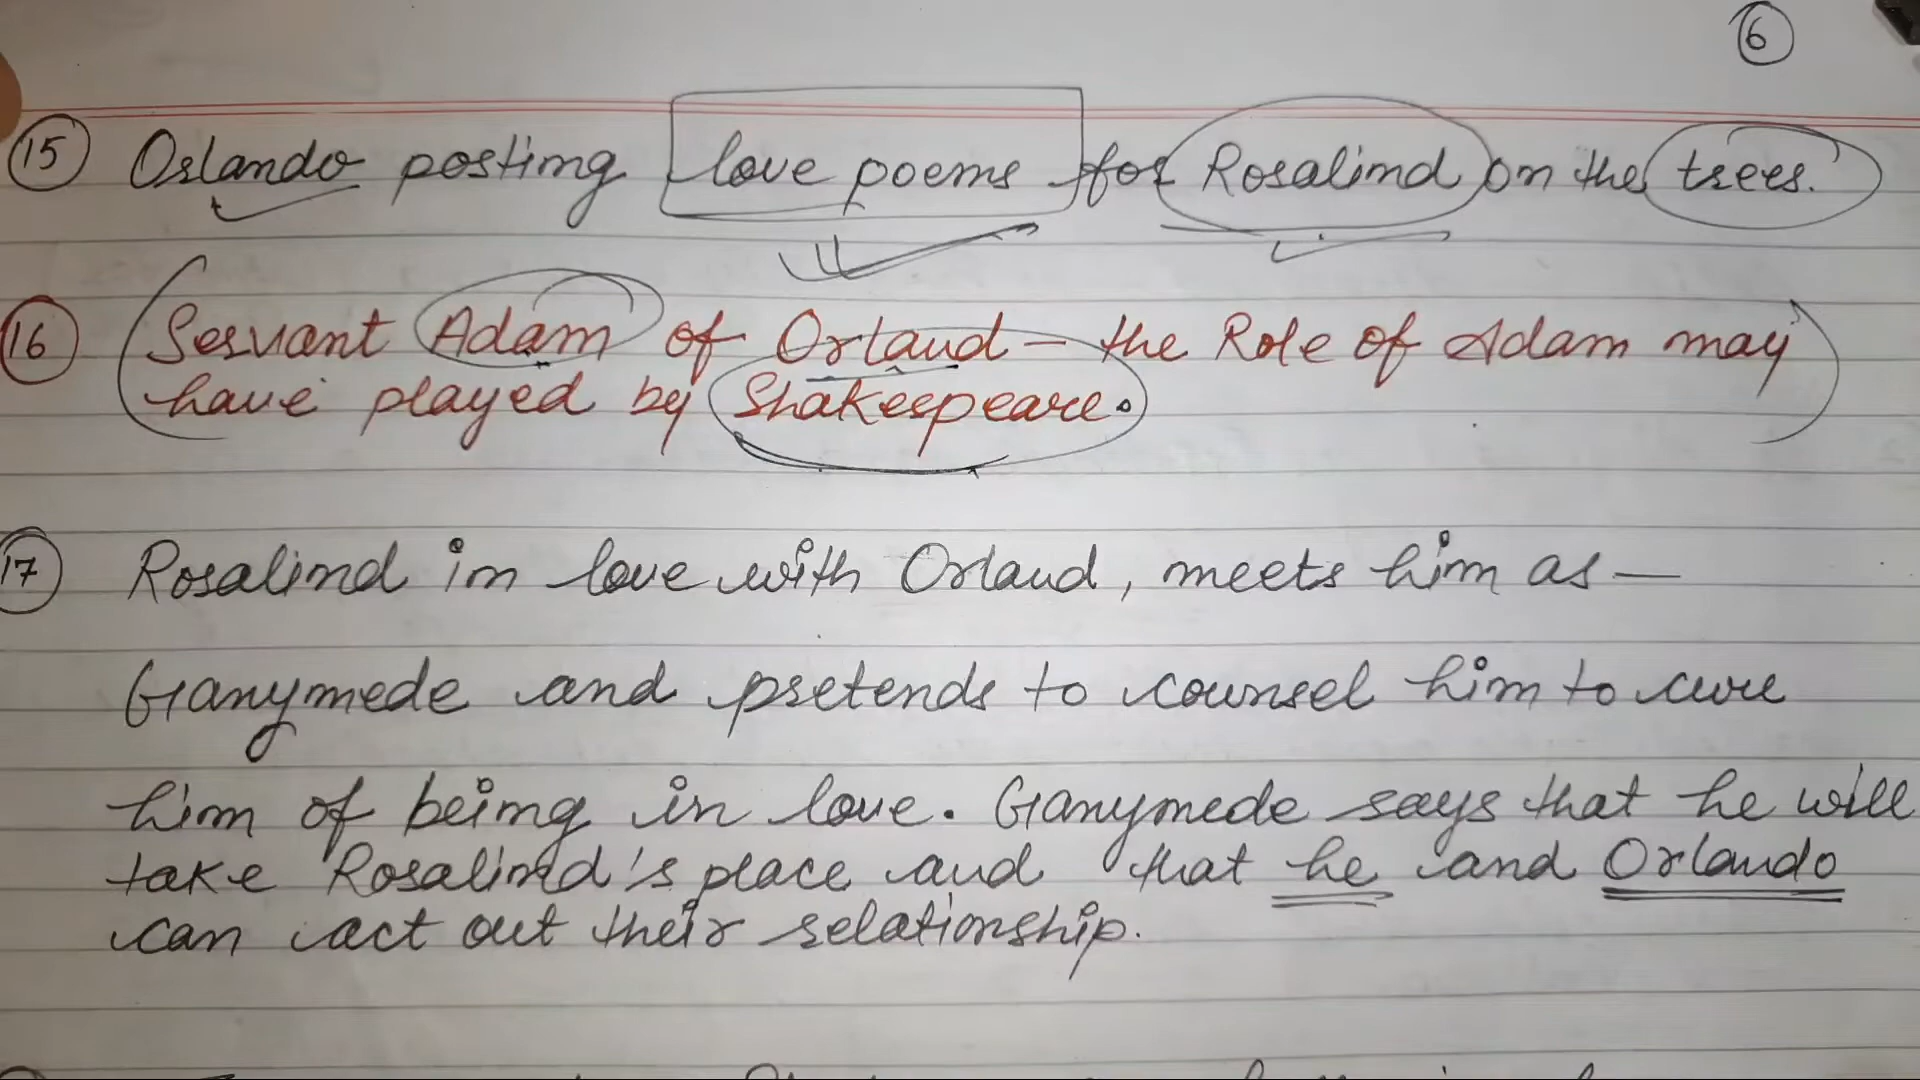 6
15 Orlando posting love poems for Rosalind on the trees.
16 Servant Adam of Orlaud – the Role of Adam may
have played by Shakeepeare.
17 Rosalind in love with Orlaud, meets him as —
Ganymede and pretends to counsel him to cure
him of being in love. Ganymede says that he will
take Rosalind's place and that he and Orlando
can act out their relationship.